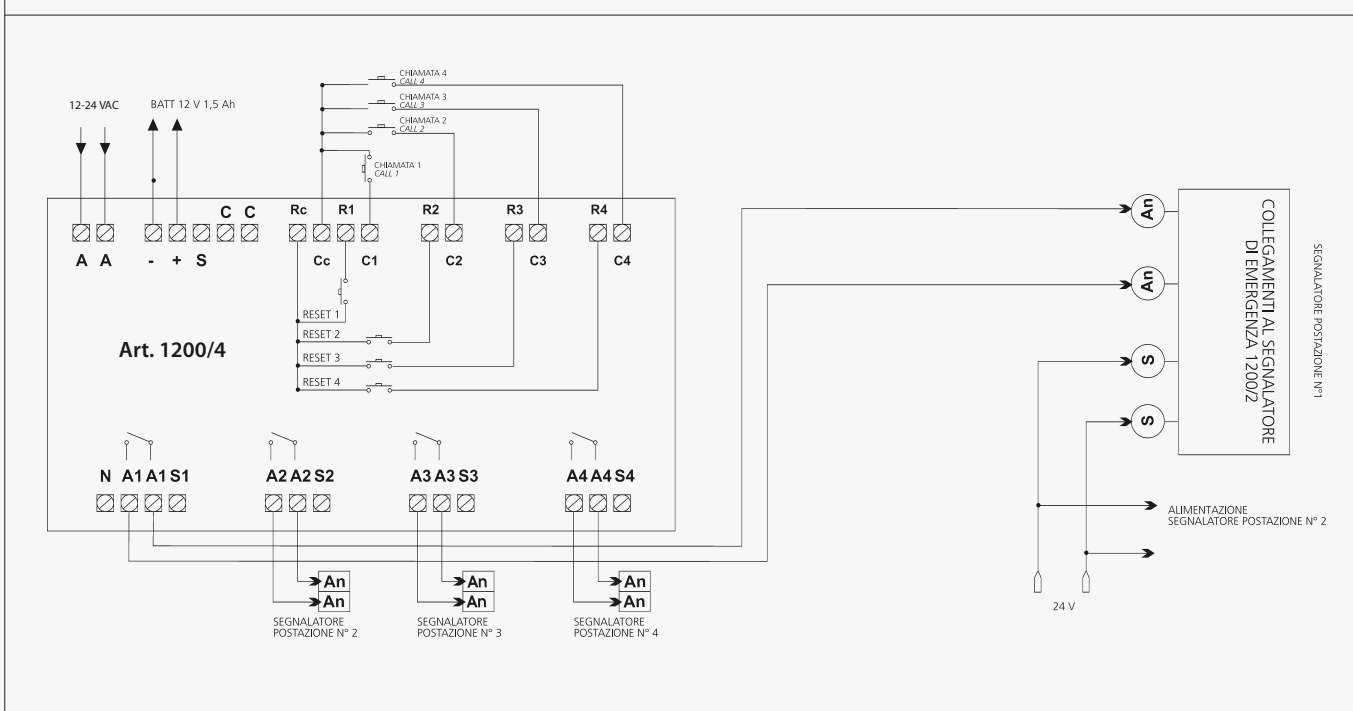 CHIAMATA 4
CALL 4
12-24 VAC
BATT 12 V 1,5 Ah
CHIAMATA 3
CALL 3
CHIAMATA 2
CALL 2
CHIAMATA 1
CALL 1
C C Rc R1 R2 R3 R4
A A - + S Cc C1 C2 C3 C4
RESET 1
RESET 2
RESET 3
RESET 4
Art. 1200/4
N A1 A1 S1 A2 A2 S2 A3 A3 S3 A4 A4 S4
An
An
SEGNALATORE
POSTAZIONE N° 2
An
An
SEGNALATORE
POSTAZIONE N° 3
An
An
SEGNALATORE
POSTAZIONE N° 4
An
An
S
S
COLLEGAMENTI AL SEGNALATORE
DI EMERGENZA 1200/2
SEGNALATORE POSTAZIONE N°1
ALIMENTAZIONE
SEGNALATORE POSTAZIONE N° 2
24 V